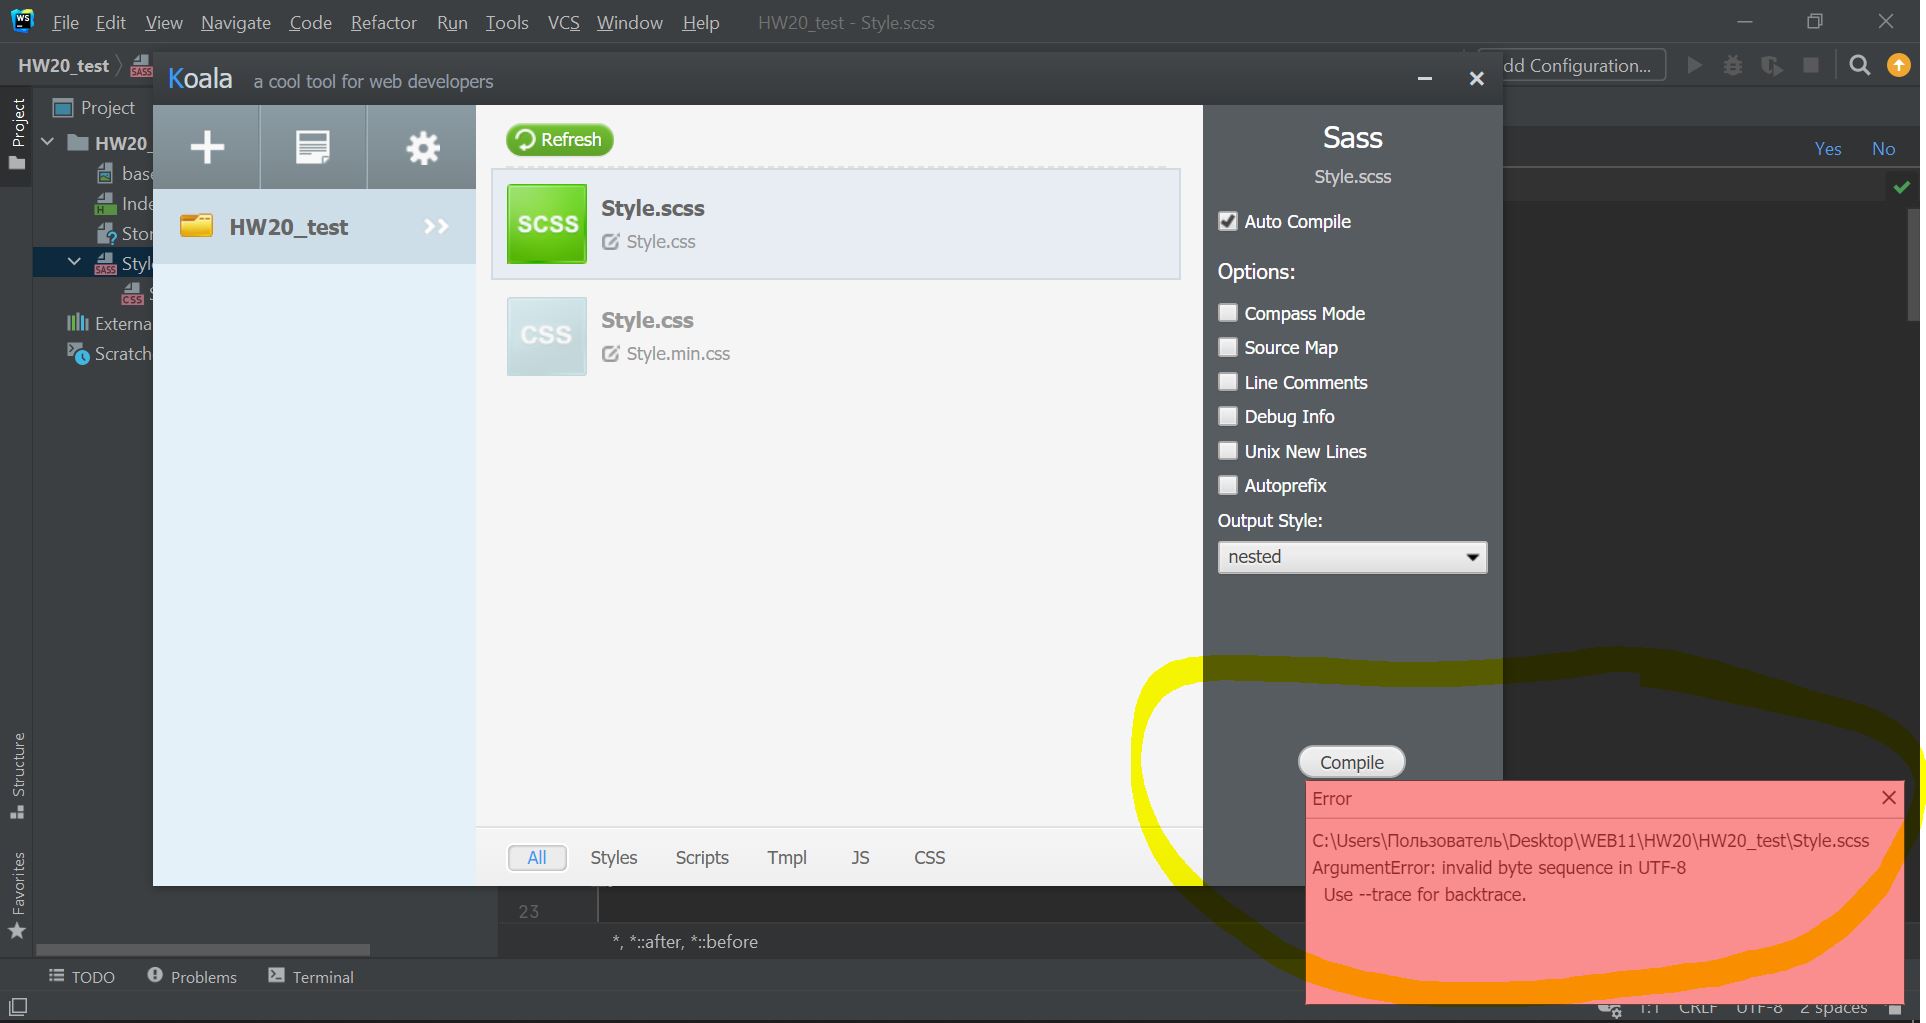 File Edit View Navigate Code Refactor Run Tools VCS Window Help HW20_test - Style.scss
HW20_test
dd Configuration...
Koala a cool tool for web developers
Project
Project
HW20_
base
Inde
Stor
Styl
Externa
Scratch
Structure
Favorites
HW20_test
Refresh
SCSS
Style.scss
Style.css
CSS
Style.css
Style.min.css
All Styles Scripts Tmpl JS CSS
Sass
Style.scss
Auto Compile
Options:
Compass Mode
Source Map
Line Comments
Debug Info
Unix New Lines
Autoprefix
Output Style:
nested
Compile
Yes No
Error
C:\Users\Пользователь\Desktop\WEB11\HW20\HW20_test\Style.scss
ArgumentError: invalid byte sequence in UTF-8
Use --trace for backtrace.
23
*, *::after, *::before
TODO Problems Terminal
1:1 CRLF UTF-8 2 spaces